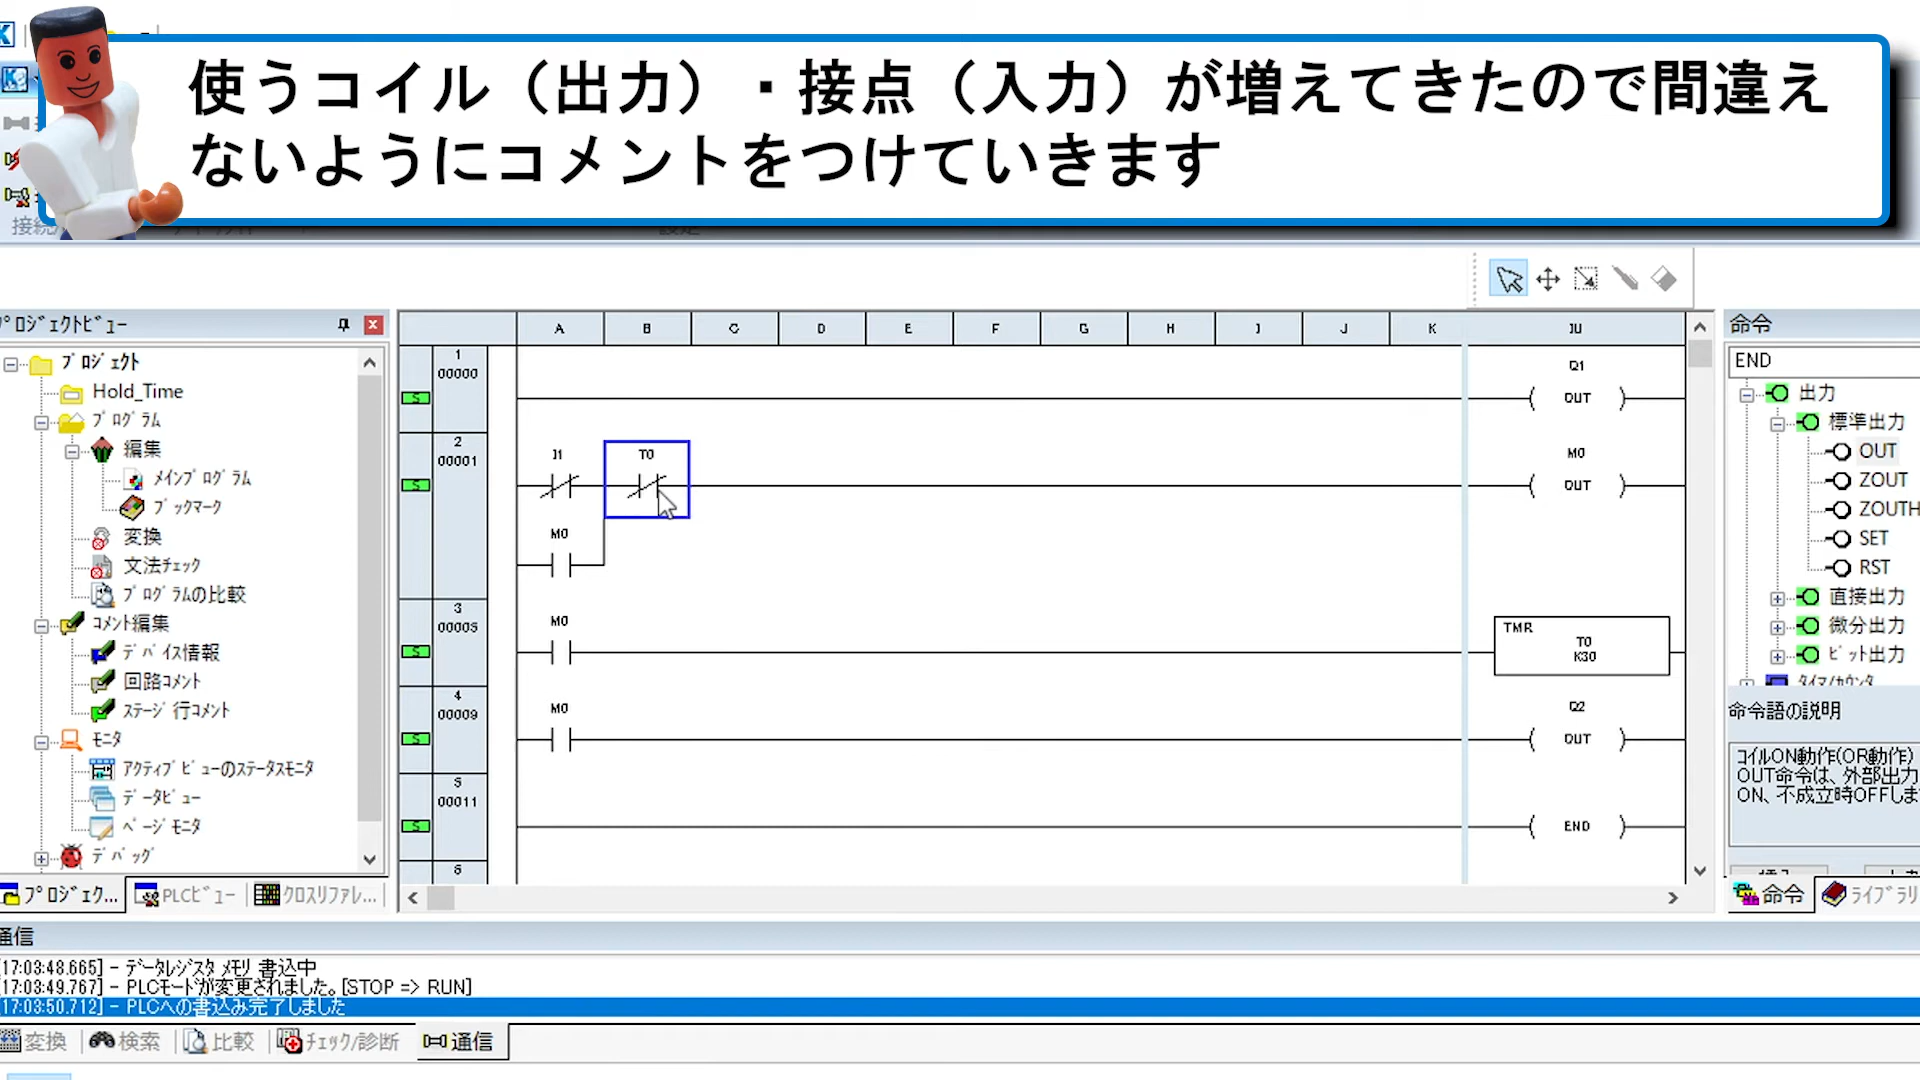 使うコイル（出力）・接点（入力）が増えてきたので間違え
ないようにコメントをつけていきます
ﾌﾟﾛｼﾞｪｸﾄﾋﾞｭｰ
ﾌﾟﾛｼﾞｪｸﾄ
Hold_Time
ﾌﾟﾛｸﾞﾗﾑ
編集
ﾒｲﾝﾌﾟﾛｸﾞﾗﾑ
ﾌﾞｯｸﾏｰｸ
変換
文法ﾁｪｯｸ
ﾌﾟﾛｸﾞﾗﾑの比較
ｺﾒﾝﾄ編集
ﾃﾞﾊﾞｲｽ情報
回路ｺﾒﾝﾄ
ｽﾃｰｼﾞ行ｺﾒﾝﾄ
ﾓﾆﾀ
ｱｸﾃｨﾌﾞﾋﾞｭｰのｽﾃｰﾀｽﾓﾆﾀ
ﾃﾞｰﾀﾋﾞｭｰ
ﾍﾟｰｼﾞﾓﾆﾀ
ﾃﾞﾊﾞｯｸﾞ
ﾌﾟﾛｼﾞｪｸ... PLCﾋﾞｭｰ ｸﾛｽﾘﾌｧﾚ...
A B C D E F G H I J K IU
1
00000
S
Q1
OUT
2
00001
S
I1 T0 M0
OUT
M0
3
00005
S
M0
TMR
T0
K30
4
00009
S
M0
Q2
OUT
5
00011
S
END
6
命令
END
出力
標準出力
OUT
ZOUT
ZOUTH
SET
RST
直接出力
微分出力
ﾋﾞｯﾄ出力
ﾀｲﾏ/ｶｳﾝﾀ
命令語の説明
ｺｲﾙON動作(OR動作)
OUT命令は、外部出力
ON、不成立時OFFしま
命令 ﾗｲﾌﾞﾗﾘ
通信
[17:03:48.665] - ﾃﾞｰﾀﾚｼﾞｽﾀ ﾒﾓﾘ 書込中
[17:03:49.767] - PLCﾓｰﾄﾞが変更されました。[STOP => RUN]
[17:03:50.712] - PLCへの書込み完了しました
変換 検索 比較 ﾁｪｯｸ/診断 通信